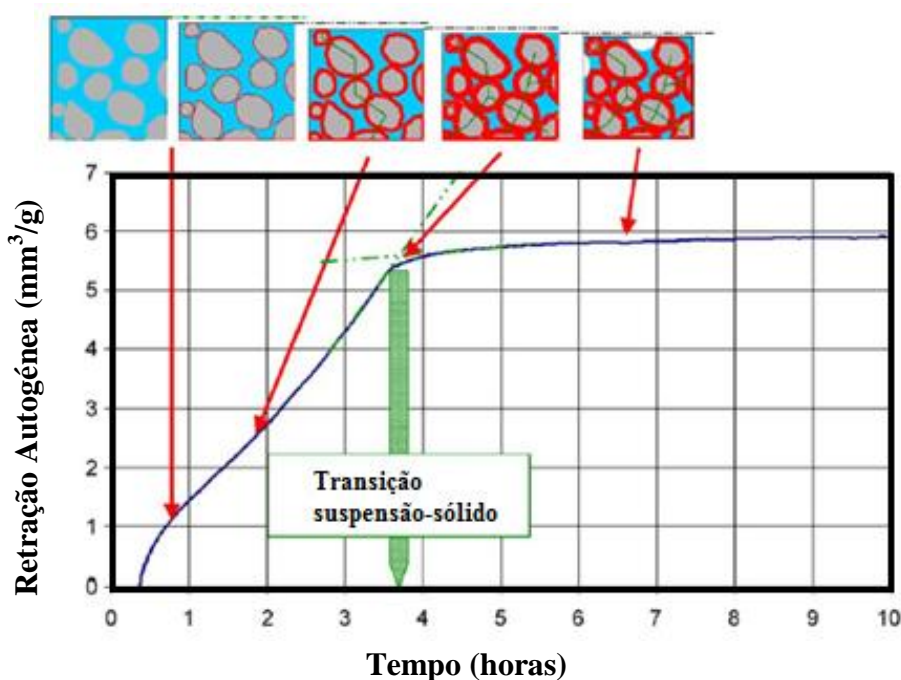 Retração Autogénea (mm³/g)
7
6
5
4
3
2
1
0
Transição
suspensão-sólido
0 1 2 3 4 5 6 7 8 9 10
Tempo (horas)